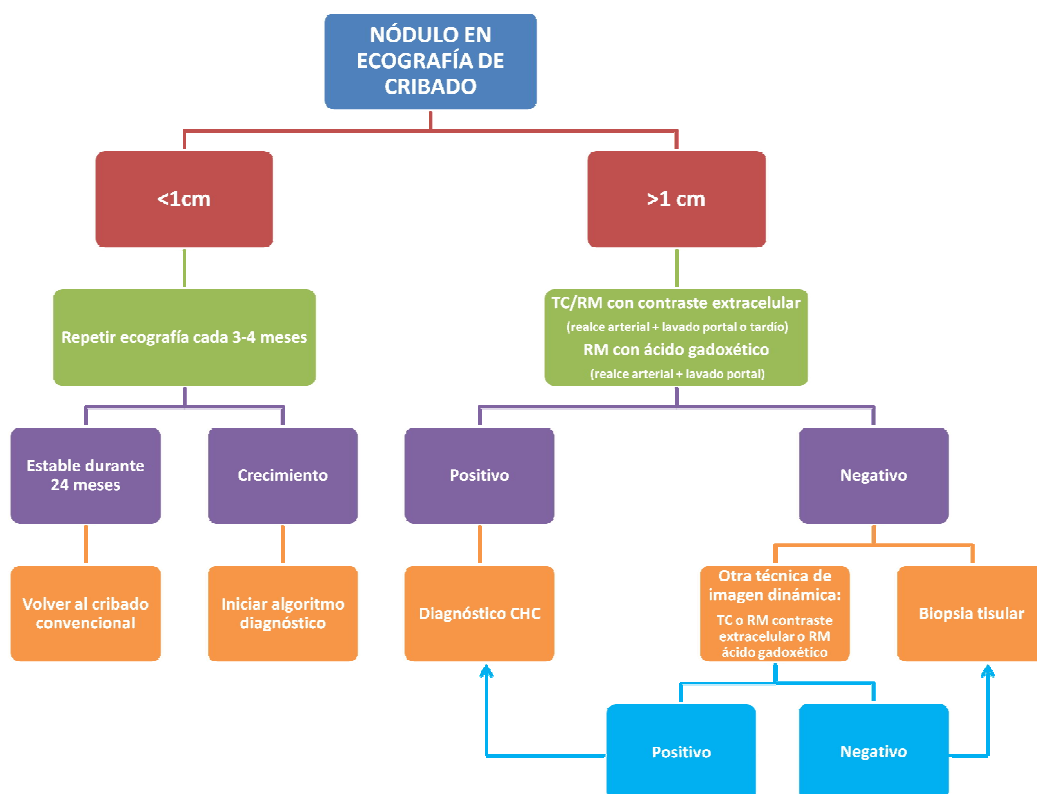 NÓDULO EN
ECOGRAFÍA DE
CRIBADO
<1cm
>1 cm
Repetir ecografía cada 3-4 meses
TC/RM con contraste extracelular
(realce arterial + lavado portal o tardío)
RM con ácido gadoxético
(realce arterial + lavado portal)
Estable durante
24 meses
Crecimiento
Positivo
Negativo
Volver al cribado
convencional
Iniciar algoritmo
diagnóstico
Diagnóstico CHC
Otra técnica de
imagen dinámica:
TC o RM contraste
extracelular o RM
ácido gadoxético
Biopsia tisular
Positivo
Negativo